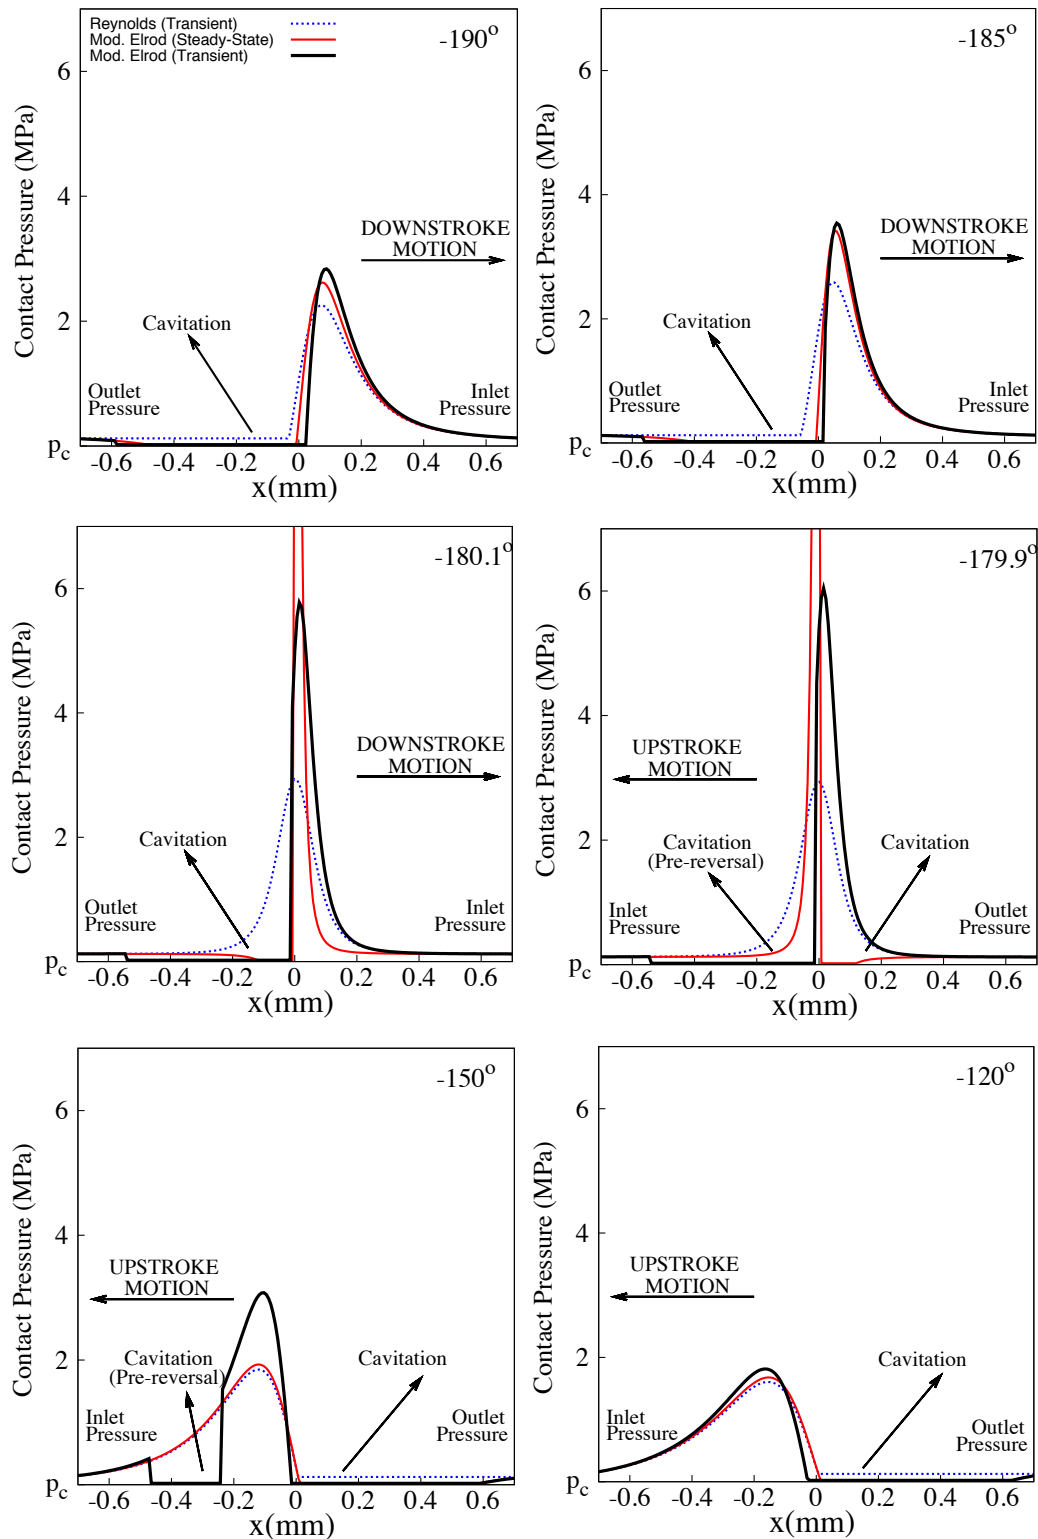 Reynolds (Transient)
Mod. Elrod (Steady-State)
Mod. Elrod (Transient)
-190°
6
4
2
Contact Pressure (MPa)
DOWNSTROKE
MOTION
Cavitation
Outlet
Pressure
Inlet
Pressure
pc
-0.6 -0.4 -0.2 0 0.2 0.4 0.6
x(mm)
-185°
6
4
2
Contact Pressure (MPa)
DOWNSTROKE
MOTION
Cavitation
Outlet
Pressure
Inlet
Pressure
pc
-0.6 -0.4 -0.2 0 0.2 0.4 0.6
x(mm)
-180.1°
6
4
2
Contact Pressure (MPa)
DOWNSTROKE
MOTION
Cavitation
Outlet
Pressure
Inlet
Pressure
pc
-0.6 -0.4 -0.2 0 0.2 0.4 0.6
x(mm)
-179.9°
6
4
2
Contact Pressure (MPa)
UPSTROKE
MOTION
Cavitation
(Pre-reversal)
Cavitation
Inlet
Pressure
Outlet
Pressure
pc
-0.6 -0.4 -0.2 0 0.2 0.4 0.6
x(mm)
-150°
6
4
2
Contact Pressure (MPa)
UPSTROKE
MOTION
Cavitation
(Pre-reversal)
Cavitation
Inlet
Pressure
Outlet
Pressure
pc
-0.6 -0.4 -0.2 0 0.2 0.4 0.6
x(mm)
-120°
6
4
2
Contact Pressure (MPa)
UPSTROKE
MOTION
Cavitation
Inlet
Pressure
Outlet
Pressure
pc
-0.6 -0.4 -0.2 0 0.2 0.4 0.6
x(mm)